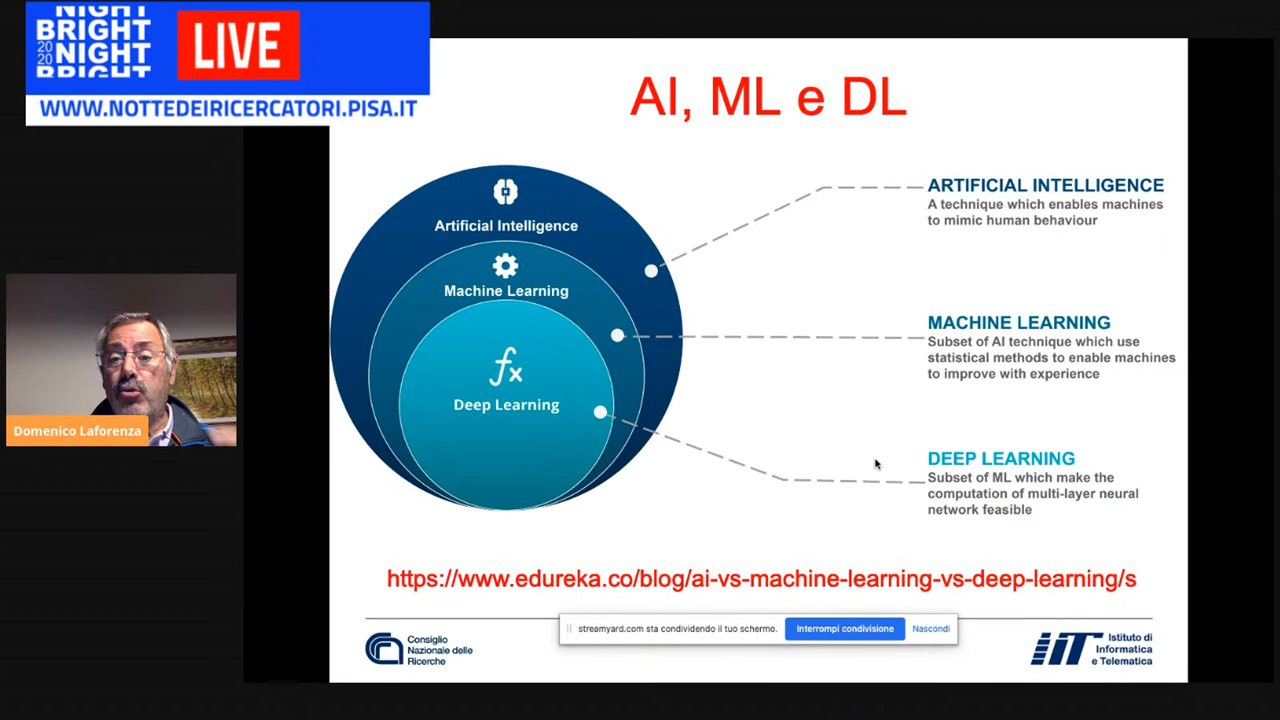 NIGHT
BRIGHT
2020 NIGHT
BRIGHT
LIVE
WWW.NOTTEDEIRICERCATORI.PISA.IT
AI, ML e DL
Artificial Intelligence
Machine Learning
fx
Deep Learning
ARTIFICIAL INTELLIGENCE
A technique which enables machines
to mimic human behaviour
MACHINE LEARNING
Subset of AI technique which use
statistical methods to enable machines
to improve with experience
DEEP LEARNING
Subset of ML which make the
computation of multi-layer neural
network feasible
Domenico Laforenza
https://www.edureka.co/blog/ai-vs-machine-learning-vs-deep-learning/s
streamyard.com sta condividendo il tuo schermo. Interrompi condivisione Nascondi
Consiglio
Nazionale delle
Ricerche
IIT
Istituto di
Informatica
e Telematica